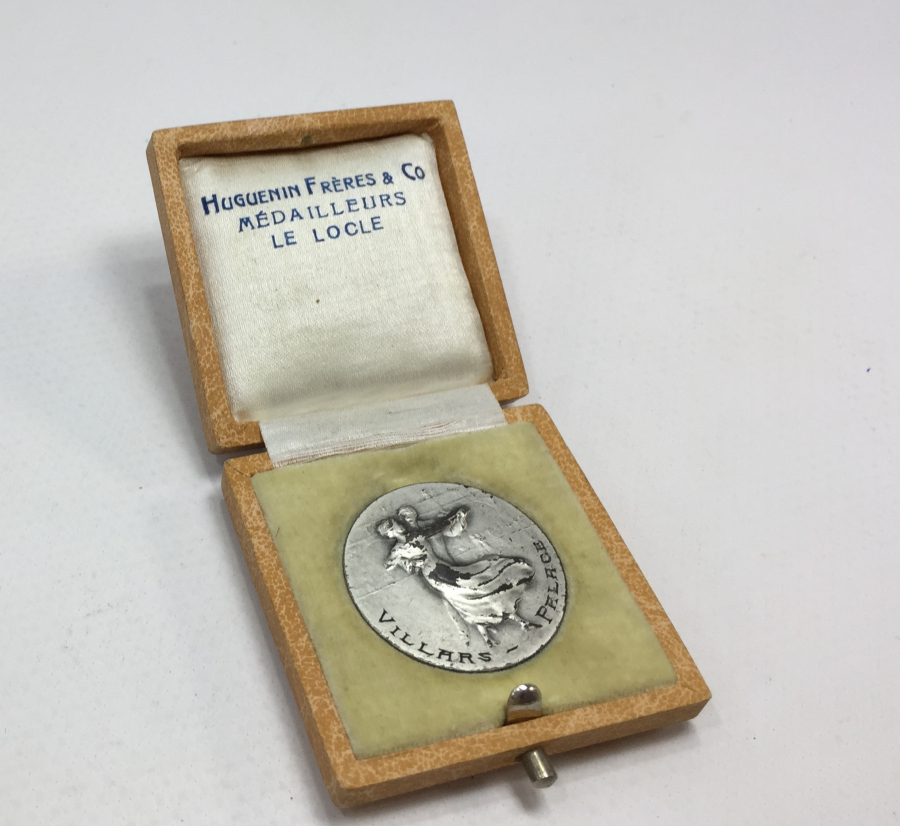 HUGUENIN FRÈRES & CO
MÉDAILLEURS
LE LOCLE
VILLARS - PALACE